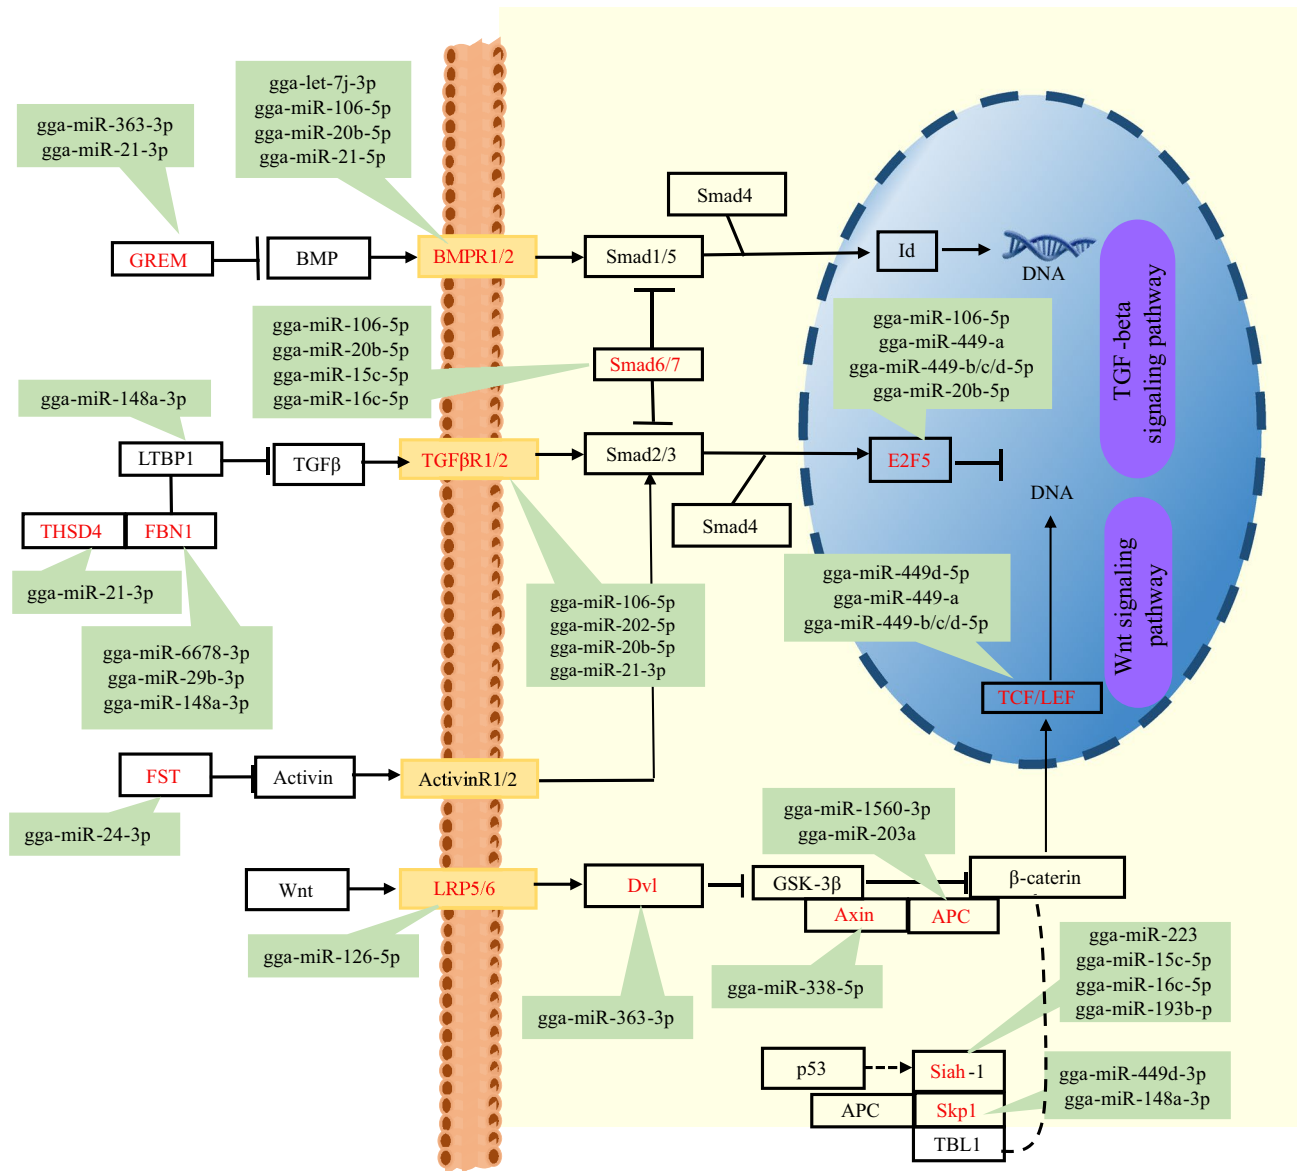 gga-let-7j-3p
gga-miR-106-5p
gga-miR-20b-5p
gga-miR-21-5p
gga-miR-363-3p
gga-miR-21-3p
Smad4
GREM
BMP
BMPR1/2
Smad1/5
Id
DNA
gga-miR-106-5p
gga-miR-20b-5p
gga-miR-15c-5p
gga-miR-16c-5p
Smad6/7
gga-miR-106-5p
gga-miR-449-a
gga-miR-449-b/c/d-5p
gga-miR-20b-5p
TGF-beta
signaling pathway
gga-miR-148a-3p
LTBP1
TGFβ
TGFβR1/2
Smad2/3
E2F5
Smad4
DNA
THSD4
FBN1
gga-miR-21-3p
gga-miR-6678-3p
gga-miR-29b-3p
gga-miR-148a-3p
gga-miR-106-5p
gga-miR-202-5p
gga-miR-20b-5p
gga-miR-21-3p
gga-miR-449d-5p
gga-miR-449-a
gga-miR-449-b/c/d-5p
Wnt signaling
pathway
TCF/LEF
FST
Activin
ActivinR1/2
gga-miR-24-3p
gga-miR-1560-3p
gga-miR-203a
Wnt
LRP5/6
Dvl
GSK-3β
β-caterin
Axin
APC
gga-miR-126-5p
gga-miR-363-3p
gga-miR-338-5p
gga-miR-223
gga-miR-15c-5p
gga-miR-16c-5p
gga-miR-193b-p
p53
Siah-1
APC
Skp1
TBL1
gga-miR-449d-3p
gga-miR-148a-3p